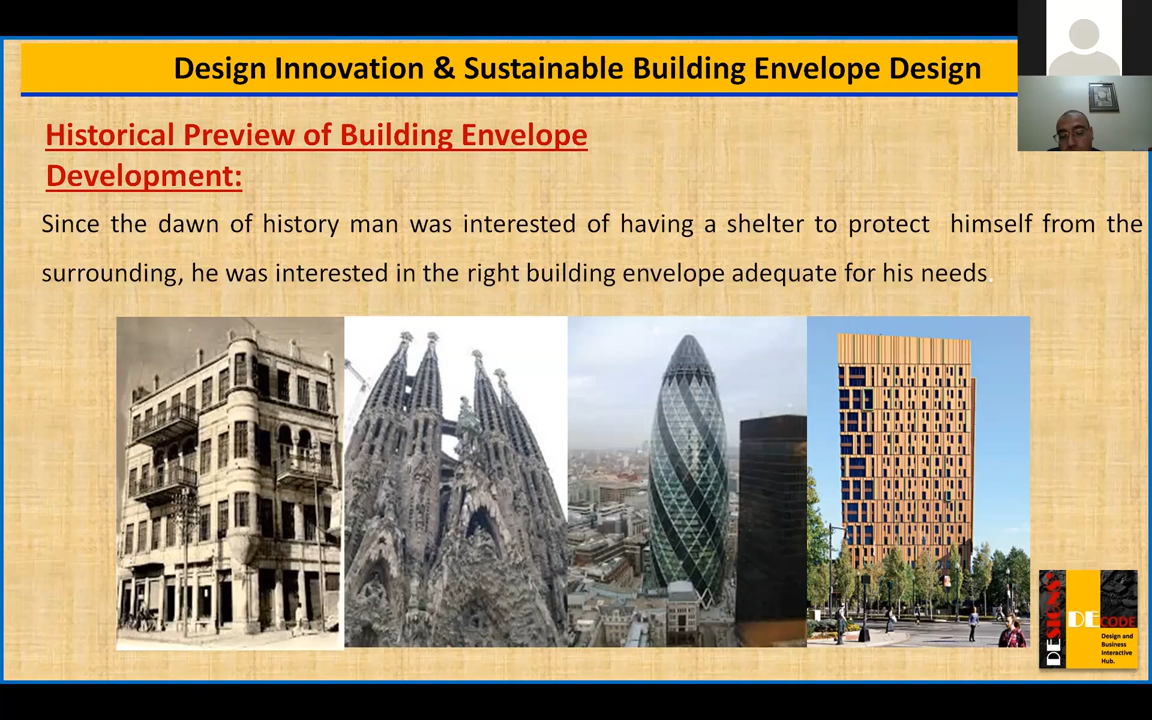 Design Innovation & Sustainable Building Envelope Design
Historical Preview of Building Envelope
Development:
Since the dawn of history man was interested of having a shelter to protect himself from the
surrounding, he was interested in the right building envelope adequate for his needs.
DESIGNS
DECODE
Design and
Business
Interactive
Hub.